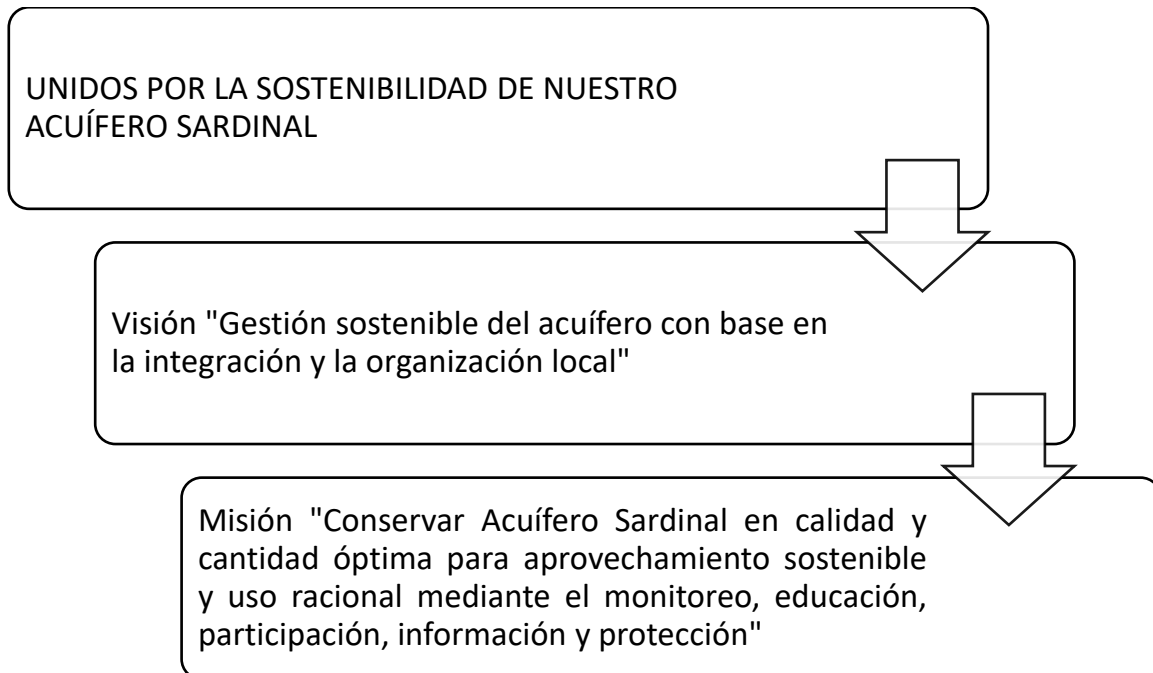 UNIDOS POR LA SOSTENIBILIDAD DE NUESTRO
ACUÍFERO SARDINAL
Visión "Gestión sostenible del acuífero con base en
la integración y la organización local"
Misión "Conservar Acuífero Sardinal en calidad y
cantidad óptima para aprovechamiento sostenible
y uso racional mediante el monitoreo, educación,
participación, información y protección"